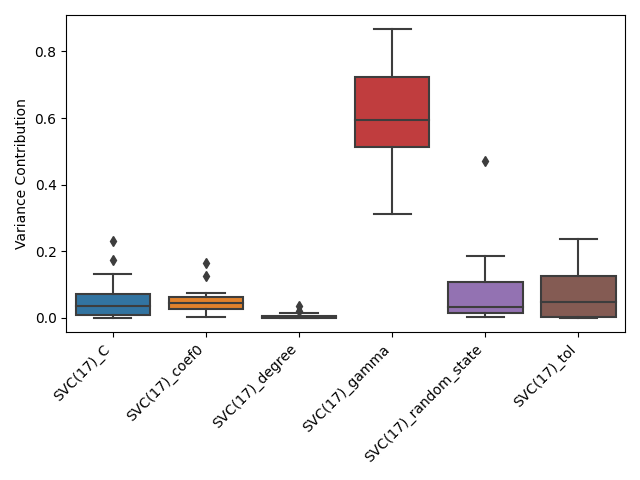 Variance Contribution
0.8
0.6
0.4
0.2
0.0
SVC(17)_C
SVC(17)_coef0
SVC(17)_degree
SVC(17)_gamma
SVC(17)_random_state
SVC(17)_tol